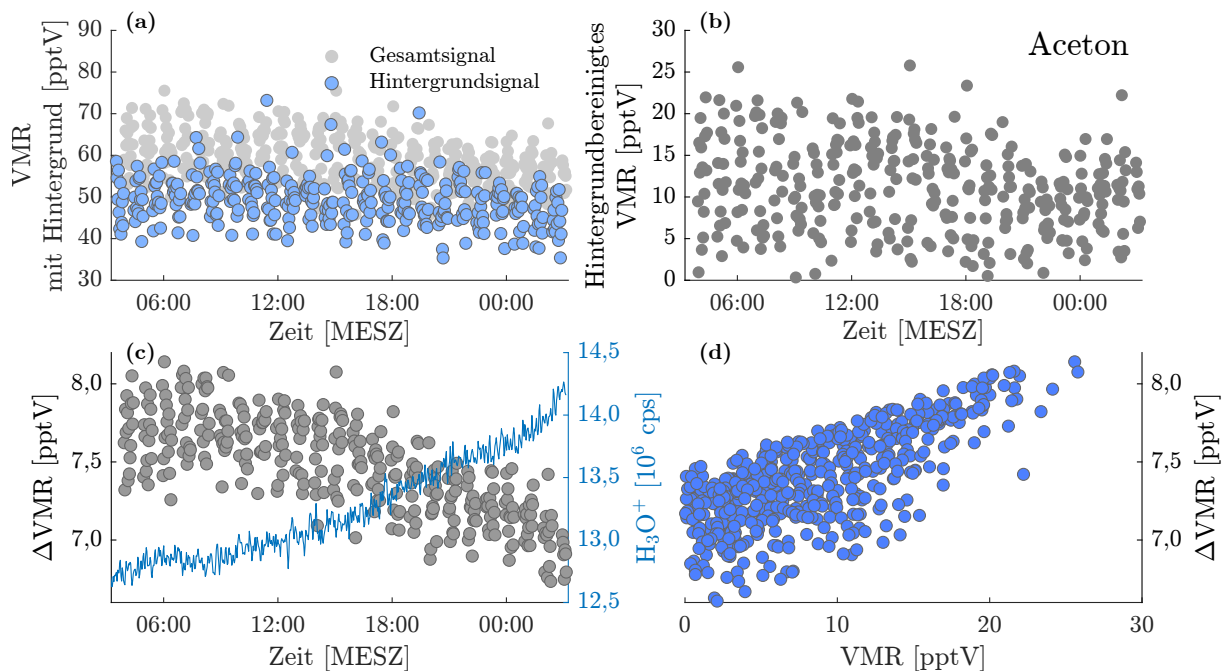 (a)
90
80
70
60
50
40
30
VMR
mit Hintergrund [pptV]
Gesamtsignal
Hintergrundsignal
06:00 12:00 18:00 00:00
Zeit [MESZ]
(b)
Aceton
30
25
20
15
10
5
0
Hintergrundbereinigtes
VMR [pptV]
06:00 12:00 18:00 00:00
Zeit [MESZ]
(c)
8,0
7,5
7,0
ΔVMR [pptV]
14,5
14,0
13,5
13,0
12,5
H₃O⁺ [10⁶ cps]
06:00 12:00 18:00 00:00
Zeit [MESZ]
(d)
8,0
7,5
7,0
ΔVMR [pptV]
0 10 20 30
VMR [pptV]